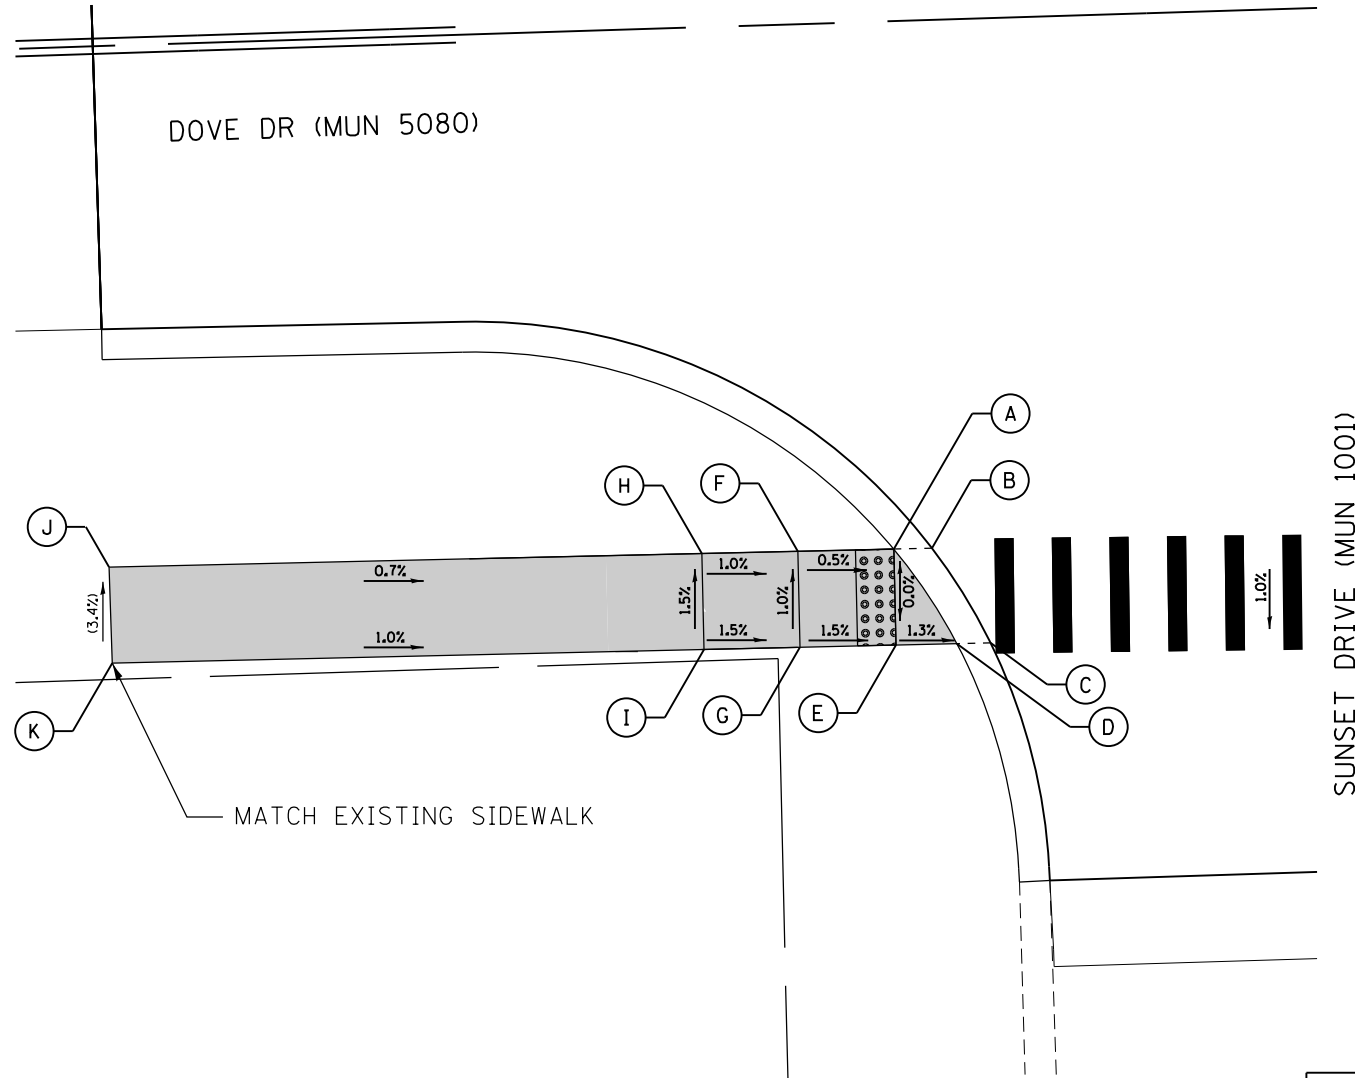 DOVE DR (MUN 5080)
A
B
H
F
J
0.7%
1.0%
0.5%
(3.4%)
1.5%
1.0%
0.0%
1.0%
1.0%
1.5%
1.5%
1.3%
K
I
G
E
C
D
MATCH EXISTING SIDEWALK
SUNSET DRIVE (MUN 1001)